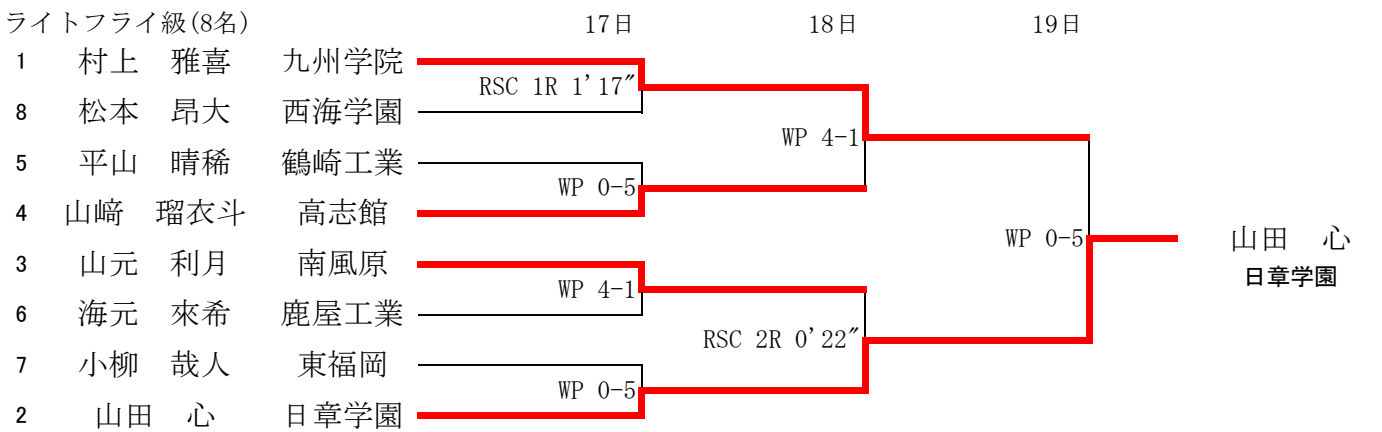 ライトフライ級(8名) 17日 18日 19日
1 村上 雅喜 九州学院
RSC 1R 1'17"
8 松本 昂大 西海学園
WP 4-1
5 平山 晴稀 鶴崎工業
WP 0-5
4 山﨑 瑠衣斗 高志館
WP 0-5 山田 心
日章学園
3 山元 利月 南風原
WP 4-1
6 海元 來希 鹿屋工業
RSC 2R 0'22"
7 小柳 哉人 東福岡
WP 0-5
2 山田 心 日章学園